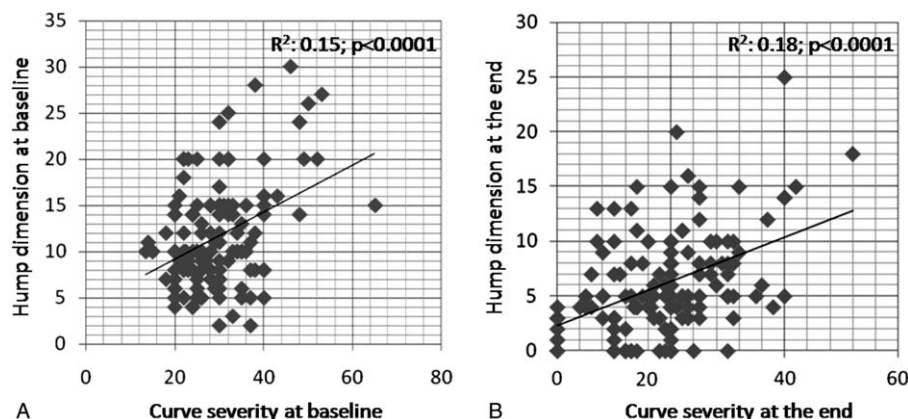 R²: 0.15; p<0.0001
Hump dimension at baseline
35
30
25
20
15
10
5
0
0 20 40 60 80
A Curve severity at baseline
R²: 0.18; p<0.0001
Hump dimension at the end
30
25
20
15
10
5
0
0 20 40 60
B Curve severity at the end